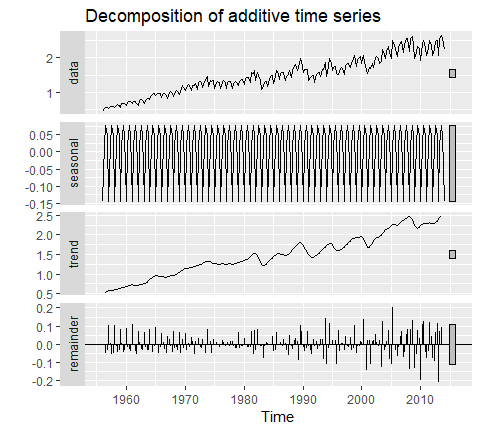 Decomposition of additive time series
data
2
1
seasonal
0.05
0.00
-0.05
-0.10
-0.15
trend
2.5
2.0
1.5
1.0
0.5
remainder
0.2
0.1
0.0
-0.1
-0.2
1960 1970 1980 1990 2000 2010
Time